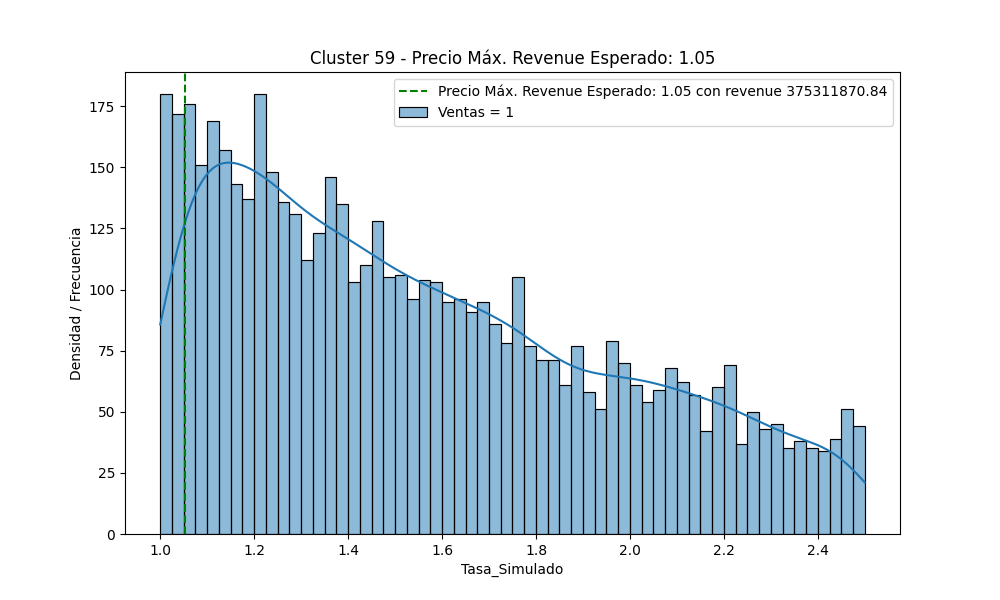 Cluster 59 - Precio Máx. Revenue Esperado: 1.05
Precio Máx. Revenue Esperado: 1.05 con revenue 375311870.84
Ventas = 1
Densidad / Frecuencia
175
150
125
100
75
50
25
0
1.0 1.2 1.4 1.6 1.8 2.0 2.2 2.4
Tasa_Simulado